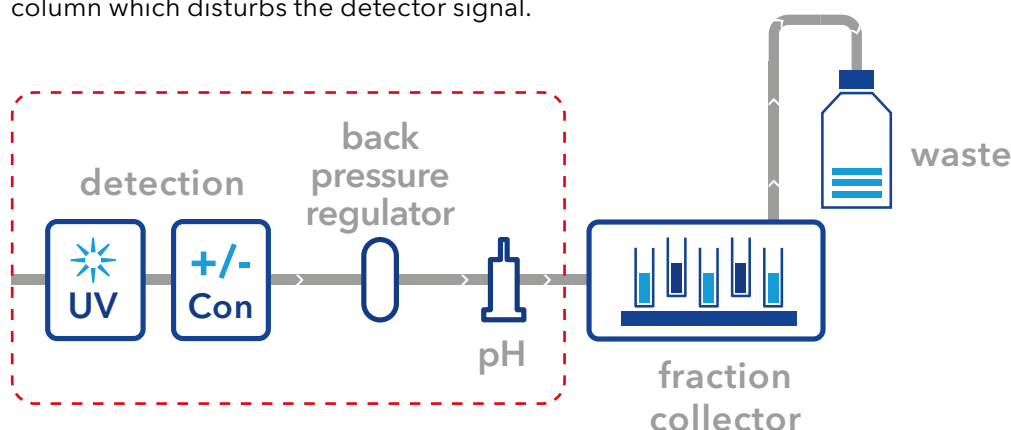 column which disturbs the detector signal.
back
pressure
regulator
detection
waste
UV
+/-
Con
pH
fraction
collector